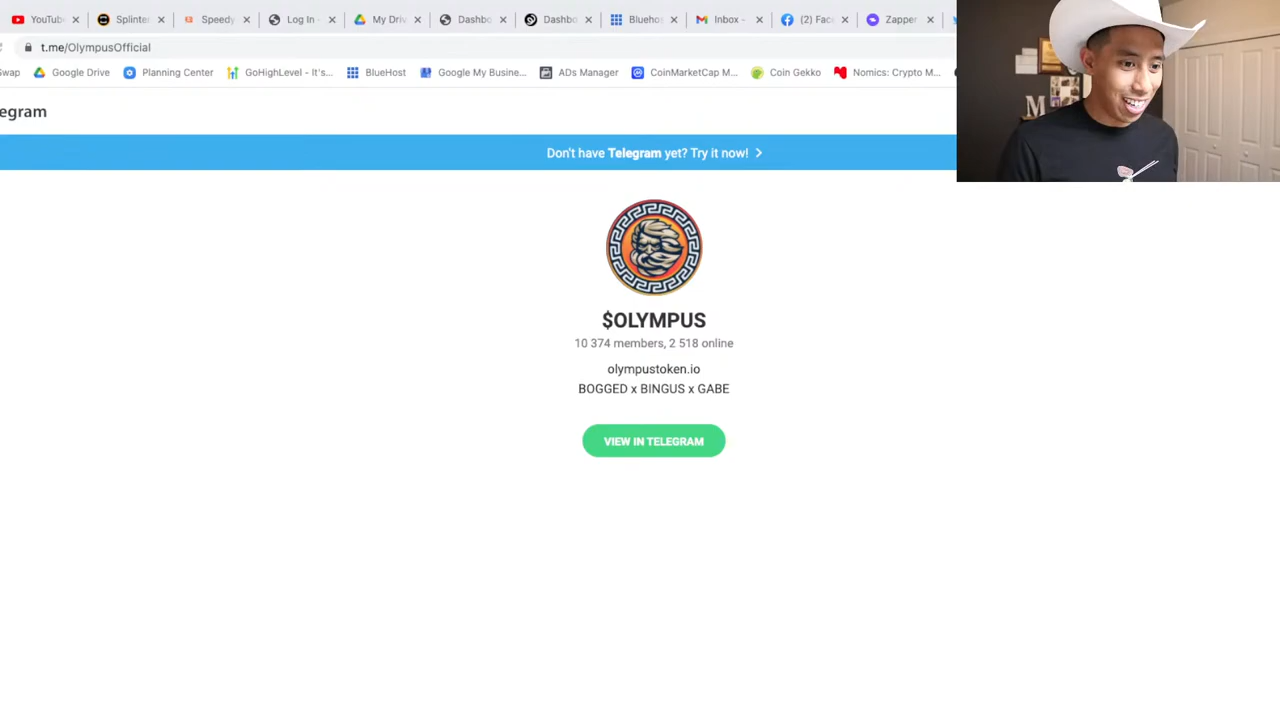 YouTube
Splinter
Speedy
Log In -
My Driv
Dashbo
Dashbo
Bluehos
Inbox -
(2) Face
Zapper
t.me/OlympusOfficial
Swap
Google Drive
Planning Center
GoHighLevel - It's...
BlueHost
Google My Busine...
ADs Manager
CoinMarketCap M...
Coin Gekko
Nomics: Crypto M...
egram
Don't have Telegram yet? Try it now!
M
$OLYMPUS
10 374 members, 2 518 online
olympustoken.io
BOGGED x BINGUS x GABE
VIEW IN TELEGRAM